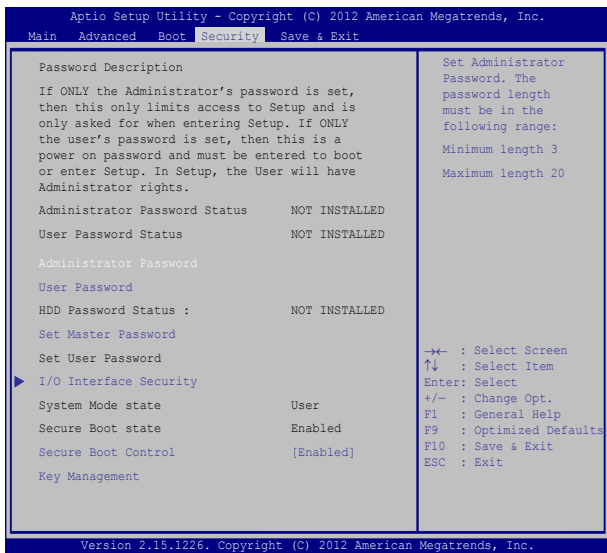 Aptio Setup Utility - Copyright (C) 2012 American Megatrends, Inc.
Main Advanced Boot Security Save & Exit
Password Description
If ONLY the Administrator's password is set,
then this only limits access to Setup and is
only asked for when entering Setup. If ONLY
the user's password is set, then this is a
power on password and must be entered to boot
or enter Setup. In Setup, the User will have
Administrator rights.
Administrator Password Status NOT INSTALLED
User Password Status NOT INSTALLED
Administrator Password
User Password
HDD Password Status : NOT INSTALLED
Set Master Password
Set User Password
I/O Interface Security
System Mode state User
Secure Boot state Enabled
Secure Boot Control [Enabled]
Key Management
Set Administrator
Password. The
password length
must be in the
following range:
Minimum length 3
Maximum length 20
→← : Select Screen
↑↓ : Select Item
Enter: Select
+/— : Change Opt.
F1 : General Help
F9 : Optimized Defaults
F10 : Save & Exit
ESC : Exit
Version 2.15.1226. Copyright (C) 2012 American Megatrends, Inc.